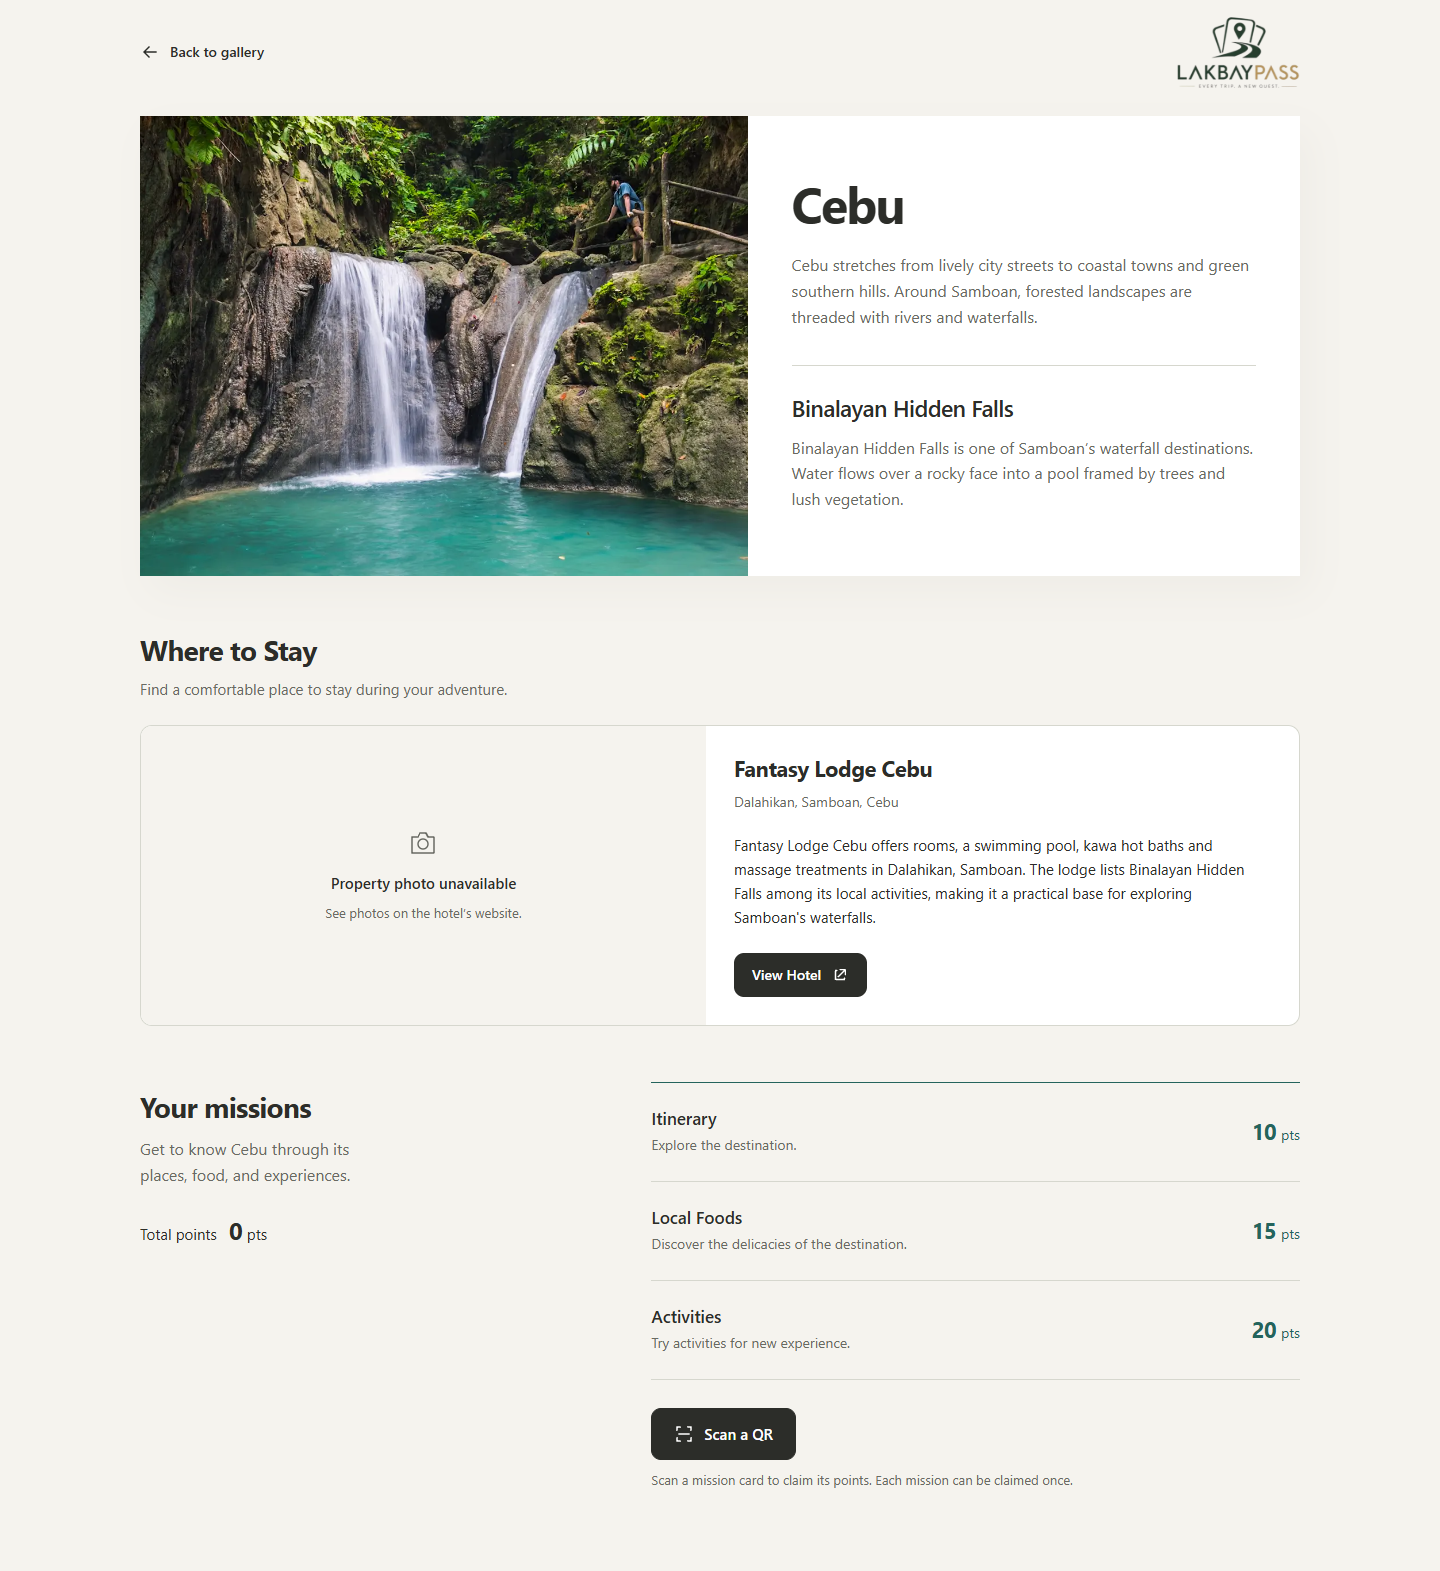 Back to gallery
LAKBAYPASS
EVERY TRIP. A NEW QUEST.
Cebu
Cebu stretches from lively city streets to coastal towns and green
southern hills. Around Samboan, forested landscapes are
threaded with rivers and waterfalls.
Binalayan Hidden Falls
Binalayan Hidden Falls is one of Samboan’s waterfall destinations.
Water flows over a rocky face into a pool framed by trees and
lush vegetation.
Where to Stay
Find a comfortable place to stay during your adventure.
Property photo unavailable
See photos on the hotel’s website.
Fantasy Lodge Cebu
Dalahikan, Samboan, Cebu
Fantasy Lodge Cebu offers rooms, a swimming pool, kawa hot baths and
massage treatments in Dalahikan, Samboan. The lodge lists Binalayan Hidden
Falls among its local activities, making it a practical base for exploring
Samboan's waterfalls.
View Hotel
Your missions
Get to know Cebu through its
places, food, and experiences.
Total points 0 pts
Itinerary
Explore the destination.
10 pts
Local Foods
Discover the delicacies of the destination.
15 pts
Activities
Try activities for new experience.
20 pts
Scan a QR
Scan a mission card to claim its points. Each mission can be claimed once.